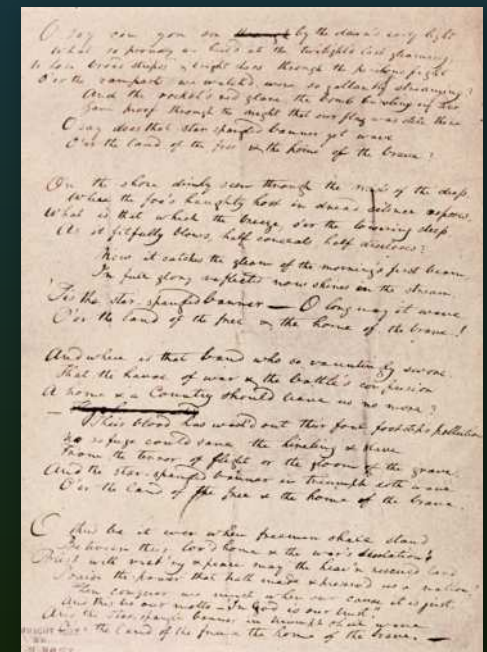 O say can you see ~~through~~ by the dawn's early light
What so proudly we hail'd at the twilight's last gleaming,
Whose broad stripes & bright stars through the perilous fight
O'er the ramparts we watch'd, were so gallantly streaming?
And the rocket's red glare, the bomb bursting in air,
Gave proof through the night that our flag was still there
O say does that star spangled banner yet wave
O'er the land of the free & the home of the brave?
On the shore dimly seen through the mists of the deep,
Where the foe's haughty host in dread silence reposes,
What is that which the breeze, o'er the towering steep
As it fitfully blows, half conceals half discloses?
Now it catches the gleam of the morning's first beam,
In full glory reflected now shines in the stream,
'Tis the star-spangled banner — O long may it wave
O'er the land of the free & the home of the brave!
And where is that band who so vauntingly swore,
That the havoc of war & the battle's confusion
A home & a Country should leave us no more?
— Their blood has wash'd out their foul footstep's pollution
No refuge could save the hireling & slave
From the terror of flight or the gloom of the grave,
And the star-spangled banner in triumph doth wave
O'er the land of the free & the home of the brave.
O thus be it ever when freemen shall stand
Between their lov'd home & the war's desolation!
Blest with vict'ry & peace may the heav'n rescued land
Praise the power that hath made & preserv'd us a nation!
Then conquer we must, when our cause it is just,
And this be our motto — "In God is our trust,"
And the star-spangled banner in triumph shall wave
O'er the land of the free & the home of the brave. —